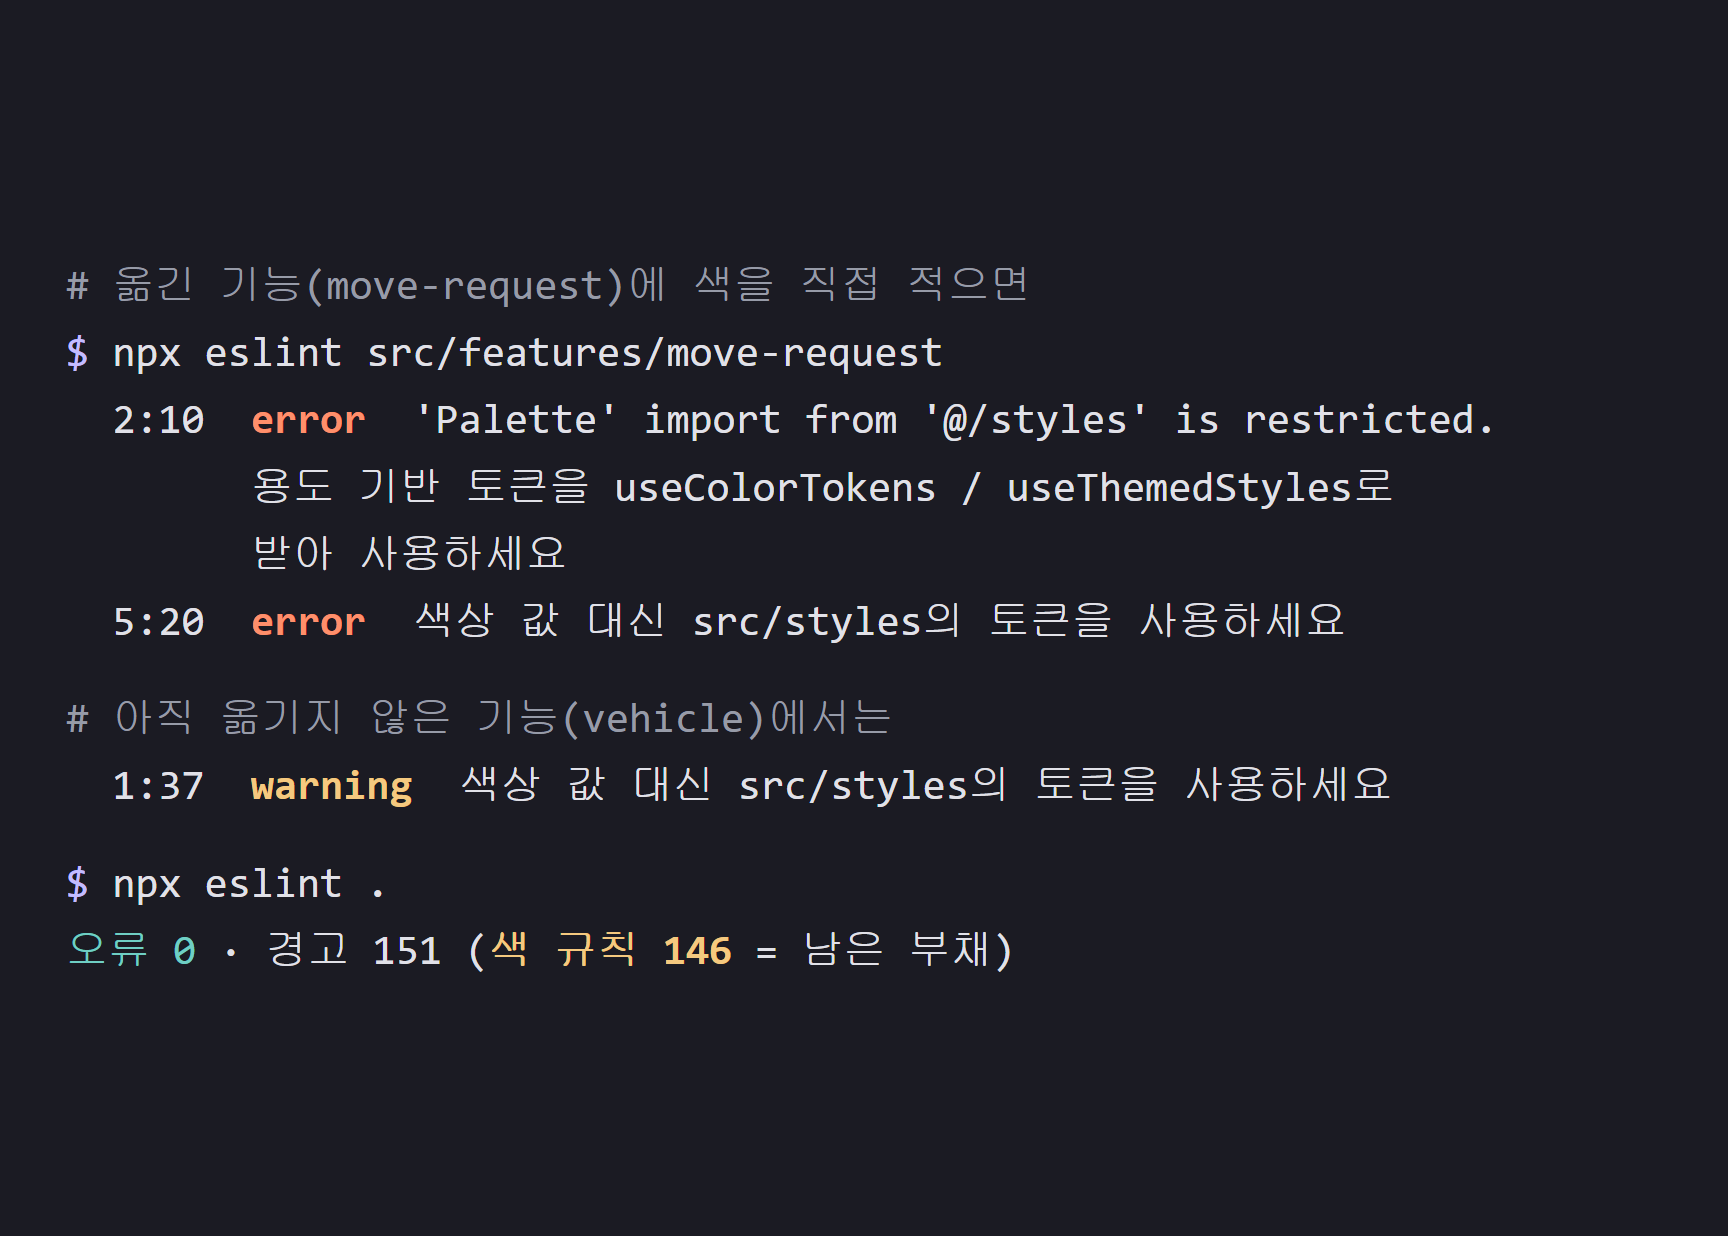 # 옮긴 기능(move-request)에 색을 직접 적으면
$ npx eslint src/features/move-request
2:10 error 'Palette' import from '@/styles' is restricted.
용도 기반 토큰을 useColorTokens / useThemedStyles로
받아 사용하세요
5:20 error 색상 값 대신 src/styles의 토큰을 사용하세요
# 아직 옮기지 않은 기능(vehicle)에서는
1:37 warning 색상 값 대신 src/styles의 토큰을 사용하세요
$ npx eslint .
오류 0 · 경고 151 (색 규칙 146 = 남은 부채)